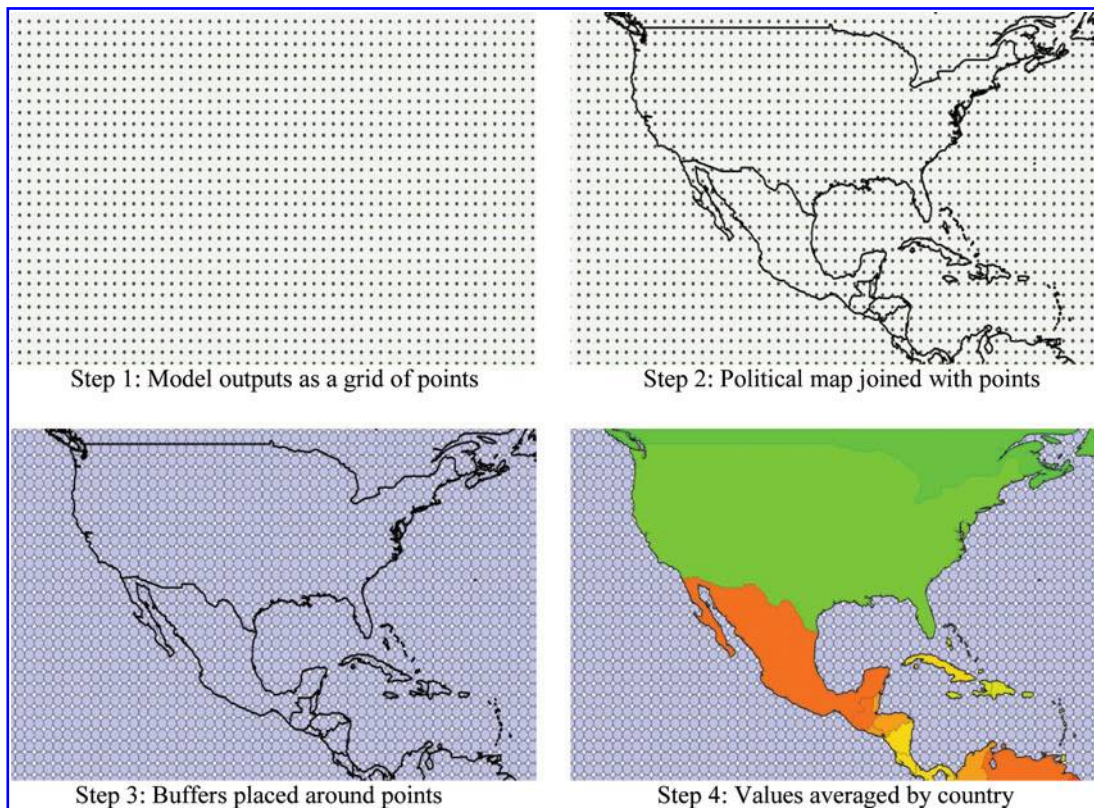 Step 1: Model outputs as a grid of points
Step 2: Political map joined with points
Step 3: Buffers placed around points
Step 4: Values averaged by country